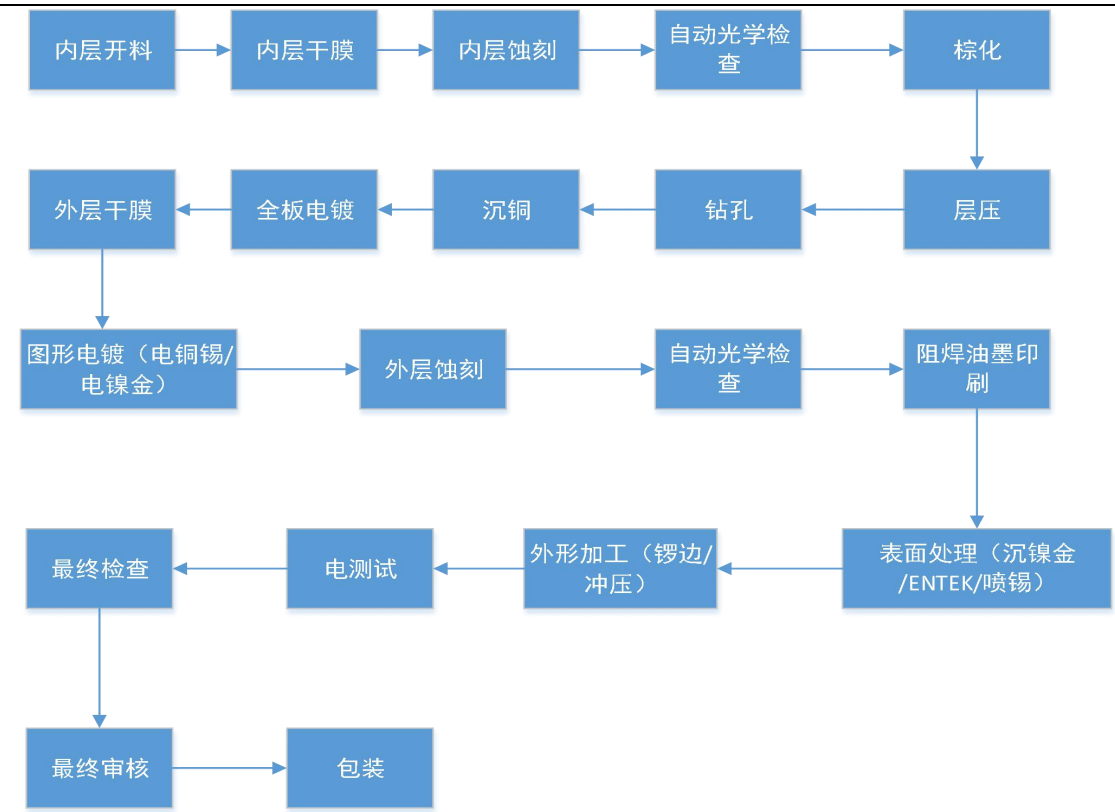 内层开料
内层干膜
内层蚀刻
自动光学检
查
棕化
外层干膜
全板电镀
沉铜
钻孔
层压
图形电镀（电铜锡/
电镍金）
外层蚀刻
自动光学检
查
阻焊油墨印
刷
最终检查
电测试
外形加工（锣边/
冲压）
表面处理（沉镍金
/ENTEK/喷锡）
最终审核
包装